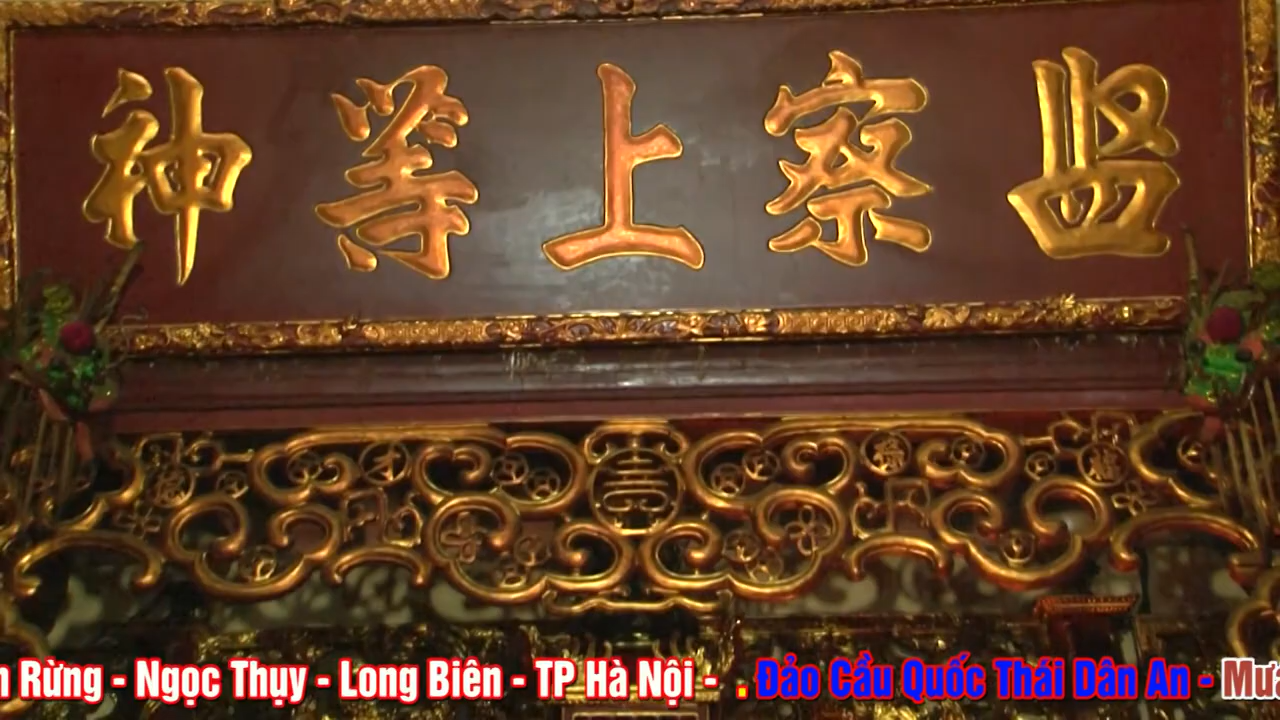 神等上察监
n Rừng - Ngọc Thụy - Long Biên - TP Hà Nội - . Đảo Cầu Quốc Thái Dân An - Mưa